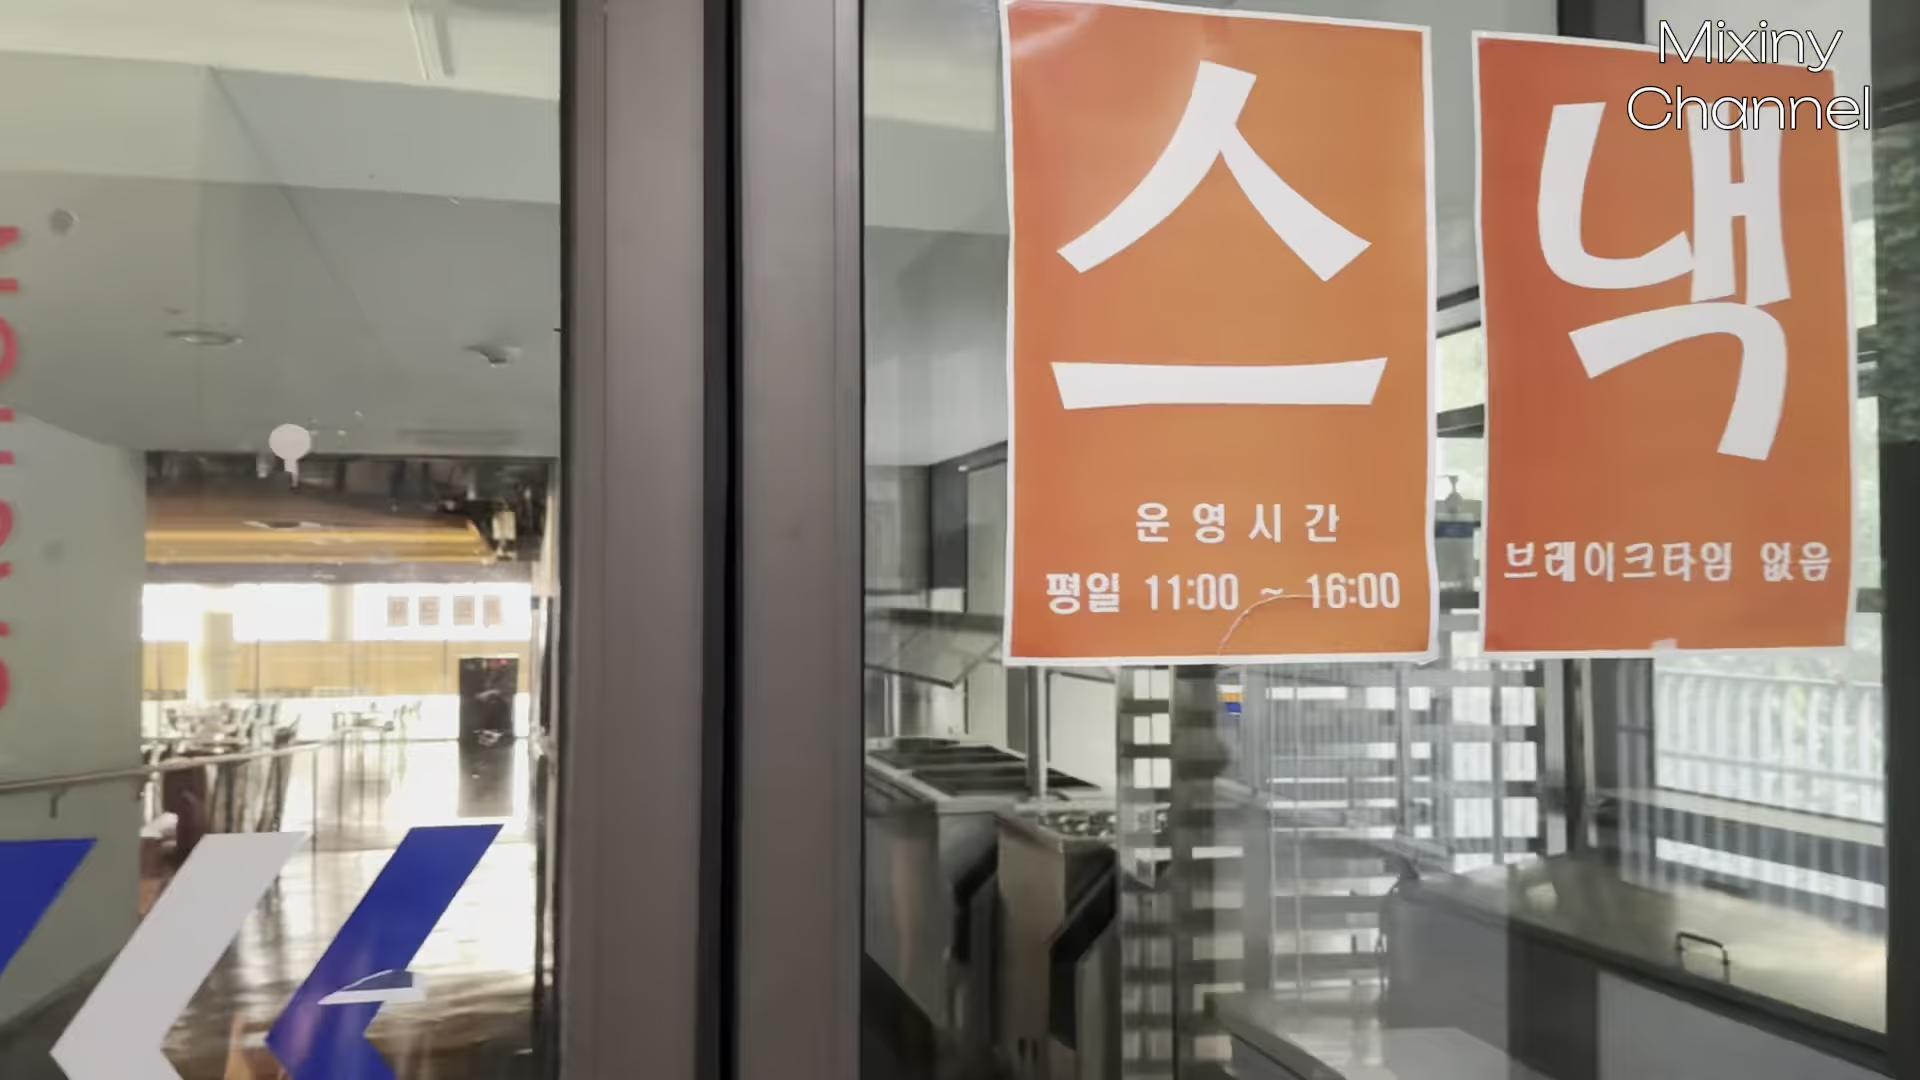 스낵
운영시간
평일 11:00 ~ 16:00
브레이크타임 없음
Mixiny
Channel